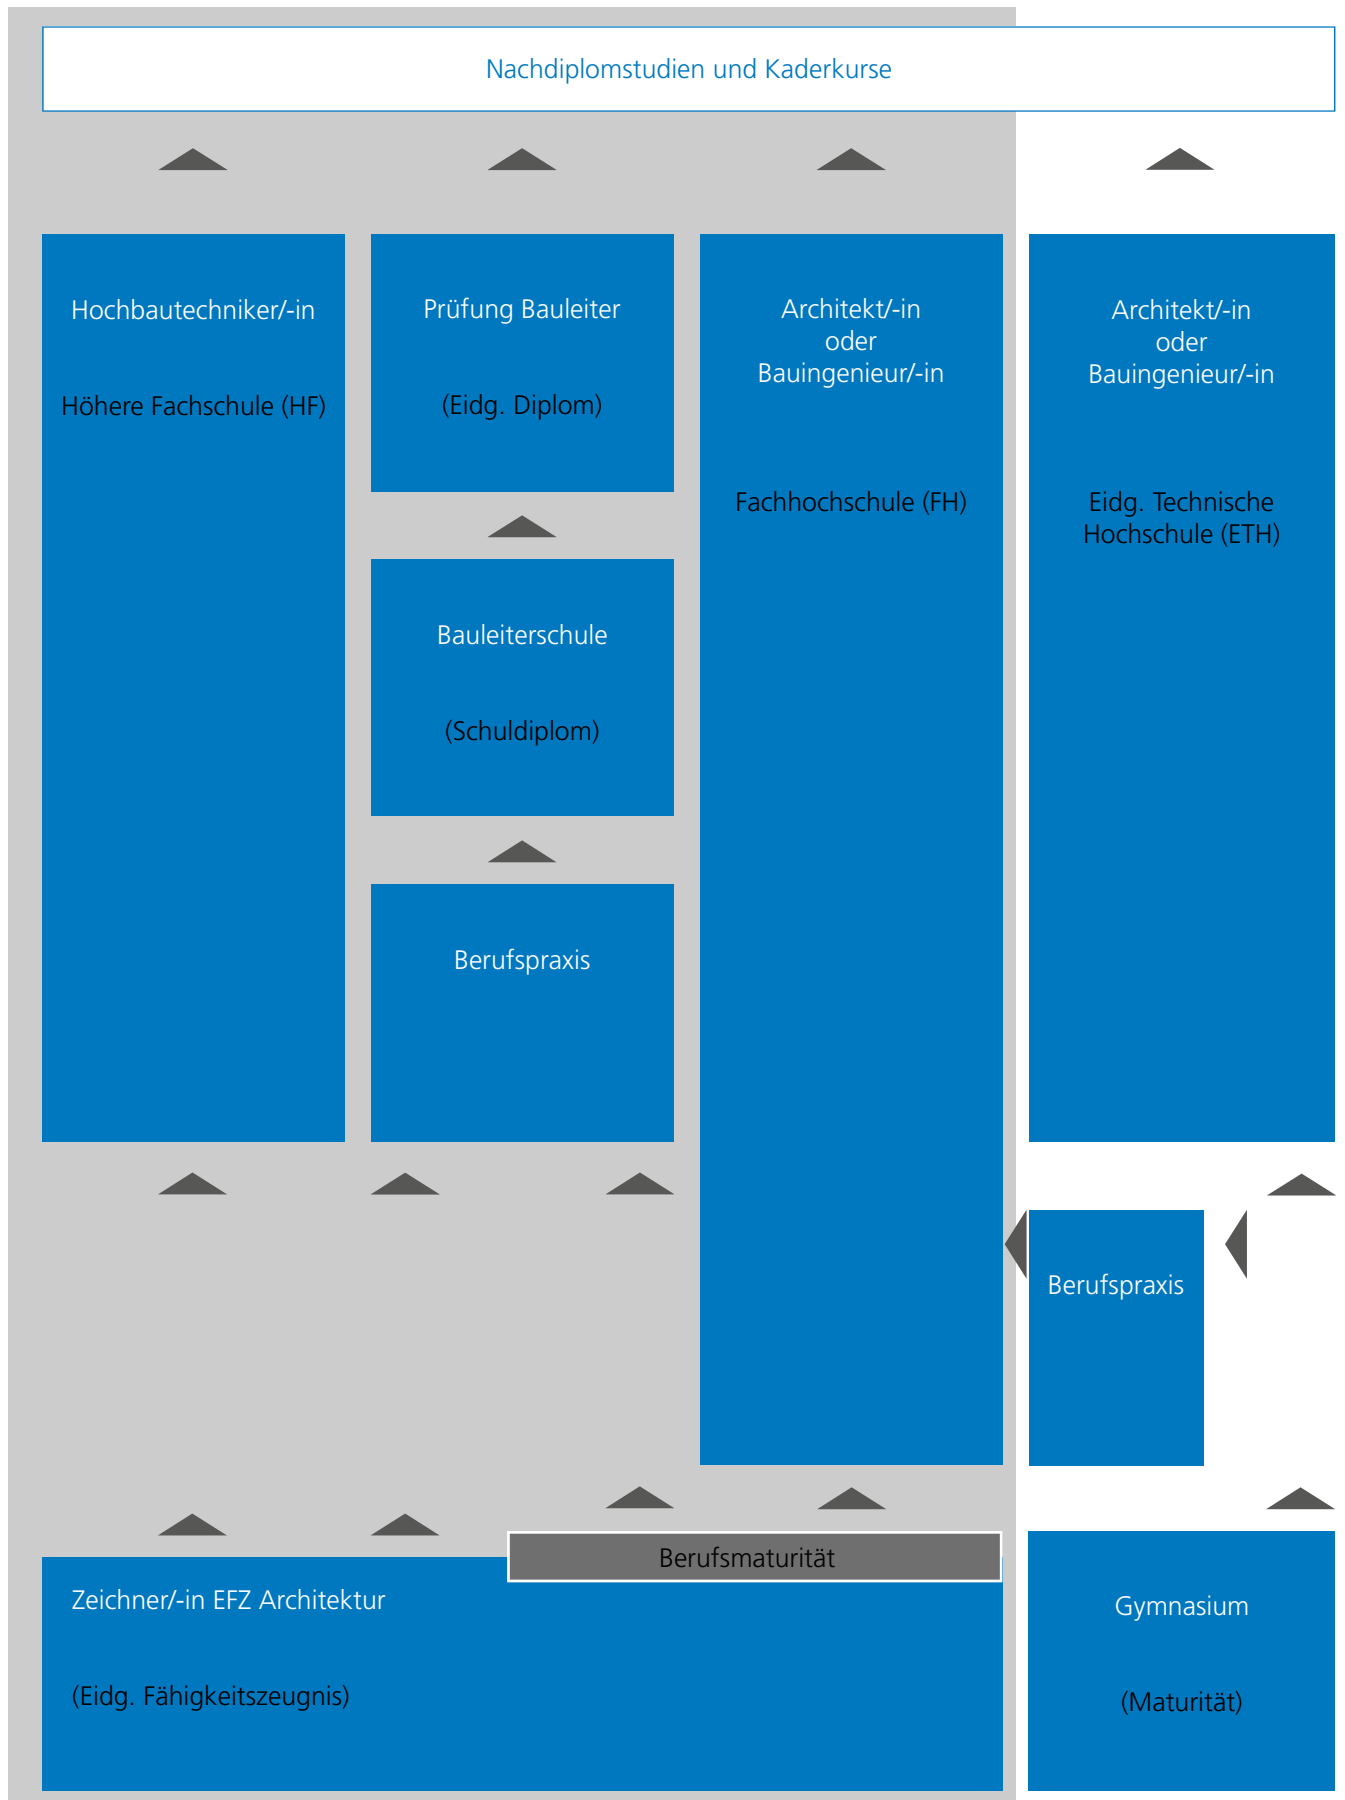 Nachdiplomstudien und Kaderkurse
Hochbautechniker/-in
Höhere Fachschule (HF)
Prüfung Bauleiter
(Eidg. Diplom)
Bauleiterschule
(Schuldiplom)
Berufspraxis
Architekt/-in
oder
Bauingenieur/-in
Fachhochschule (FH)
Architekt/-in
oder
Bauingenieur/-in
Eidg. Technische
Hochschule (ETH)
Berufspraxis
Berufsmaturität
Zeichner/-in EFZ Architektur
(Eidg. Fähigkeitszeugnis)
Gymnasium
(Maturität)